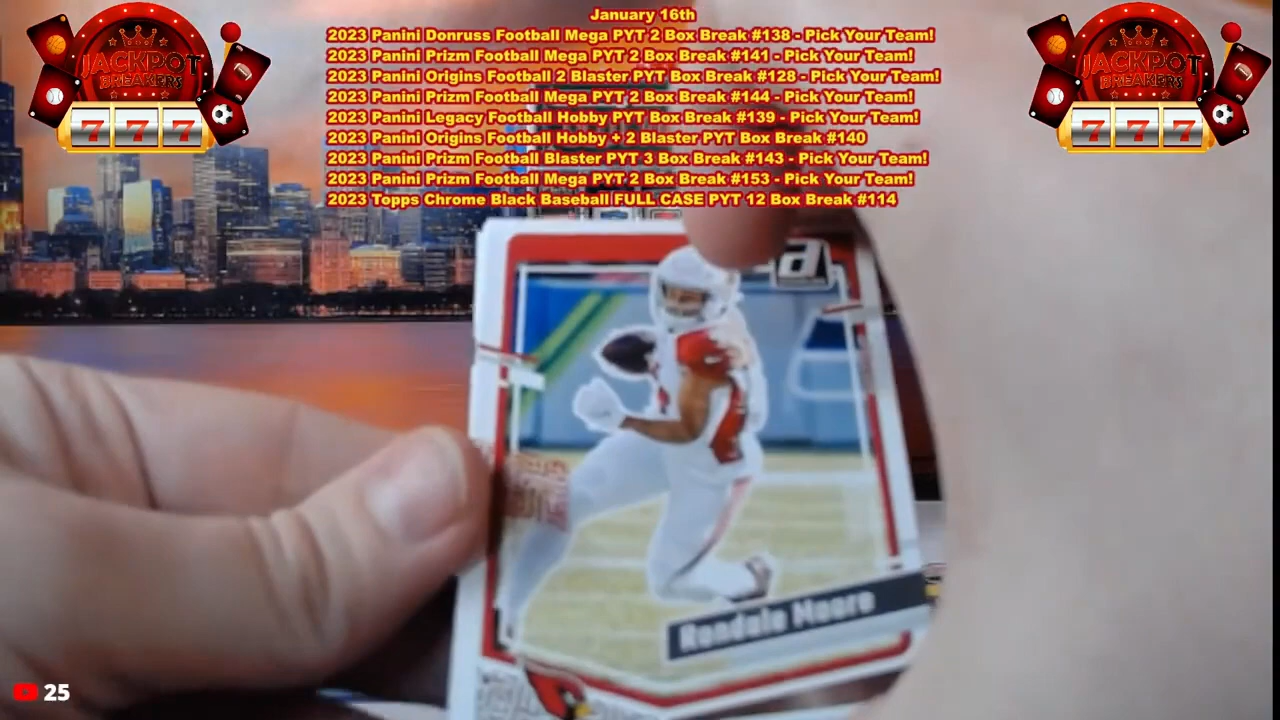 January 16th
2023 Panini Donruss Football Mega PYT 2 Box Break #138 - Pick Your Team!
2023 Panini Prizm Football Mega PYT 2 Box Break #141 - Pick Your Team!
2023 Panini Origins Football 2 Blaster PYT Box Break #128 - Pick Your Team!
2023 Panini Prizm Football Mega PYT 2 Box Break #144 - Pick Your Team!
2023 Panini Legacy Football Hobby PYT Box Break #139 - Pick Your Team!
2023 Panini Origins Football Hobby + 2 Blaster PYT Box Break #140
2023 Panini Prizm Football Blaster PYT 3 Box Break #143 - Pick Your Team!
2023 Panini Prizm Football Mega PYT 2 Box Break #153 - Pick Your Team!
2023 Topps Chrome Black Baseball FULL CASE PYT 12 Box Break #114
JACKPOT
BREAKERS
777
JACKPOT
BREAKERS
777
d
Rondale Moore
25